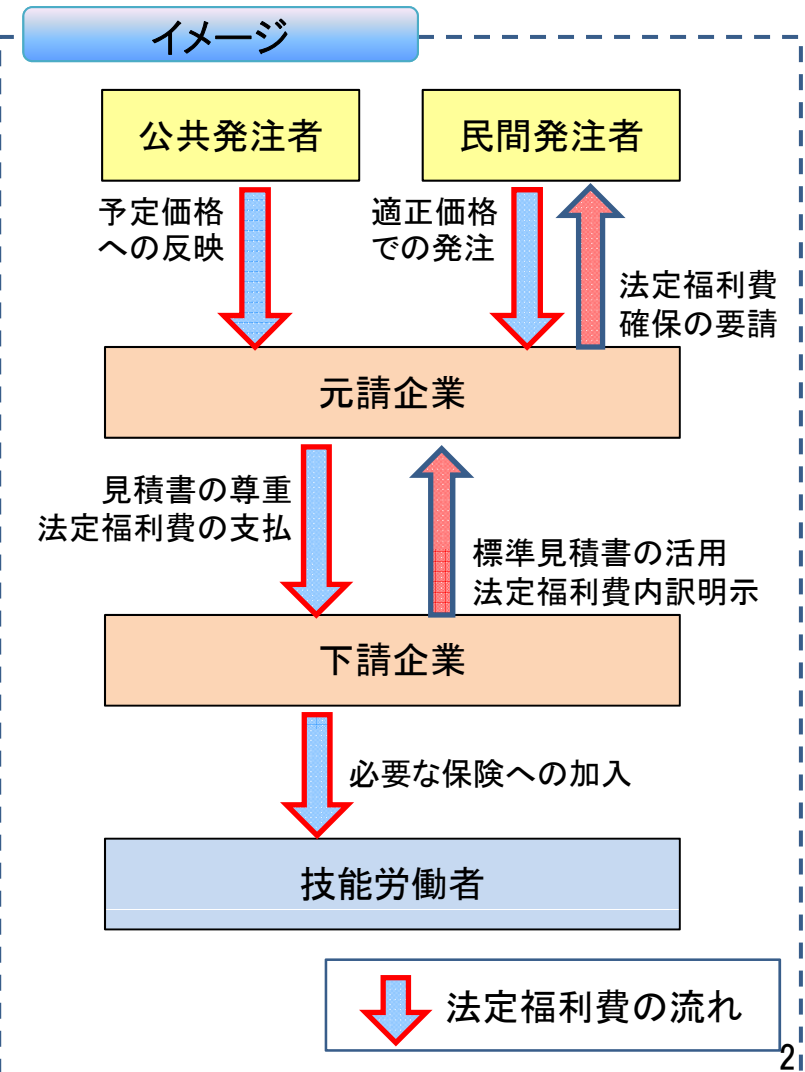 イメージ
公共発注者
民間発注者
予定価格
への反映
適正価格
での発注
法定福利費
確保の要請
元請企業
見積書の尊重
法定福利費の支払
標準見積書の活用
法定福利費内訳明示
下請企業
必要な保険への加入
技能労働者
法定福利費の流れ
2